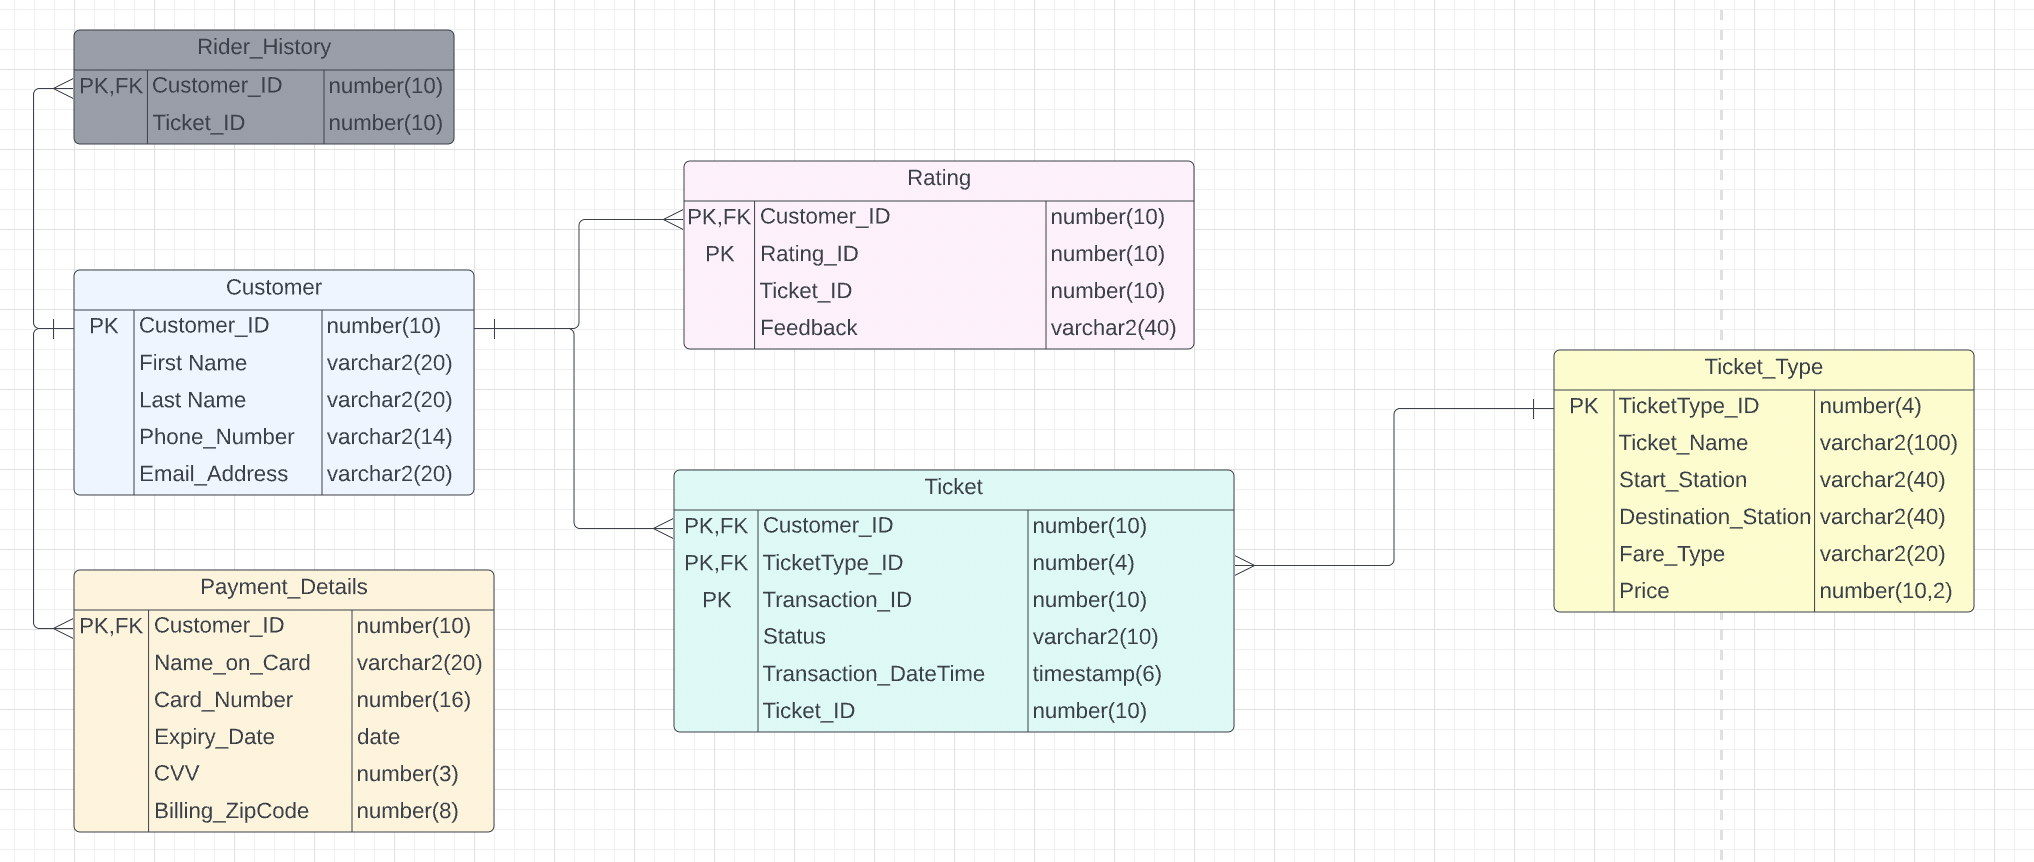 Rider_History
PK,FK Customer_ID number(10)
Ticket_ID number(10)
Rating
PK,FK Customer_ID number(10)
PK Rating_ID number(10)
Ticket_ID number(10)
Feedback varchar2(40)
Customer
PK Customer_ID number(10)
First Name varchar2(20)
Last Name varchar2(20)
Phone_Number varchar2(14)
Email_Address varchar2(20)
Ticket_Type
PK TicketType_ID number(4)
Ticket_Name varchar2(100)
Start_Station varchar2(40)
Destination_Station varchar2(40)
Fare_Type varchar2(20)
Price number(10,2)
Ticket
PK,FK Customer_ID number(10)
PK,FK TicketType_ID number(4)
PK Transaction_ID number(10)
Status varchar2(10)
Transaction_DateTime timestamp(6)
Ticket_ID number(10)
Payment_Details
PK,FK Customer_ID number(10)
Name_on_Card varchar2(20)
Card_Number number(16)
Expiry_Date date
CVV number(3)
Billing_ZipCode number(8)